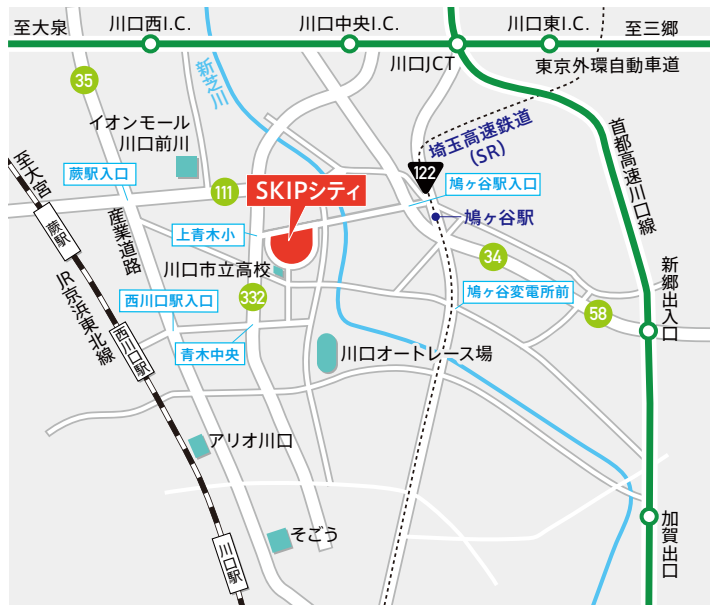 至大泉
川口西I.C.
川口中央I.C.
川口東I.C.
至三郷
川口JCT
東京外環自動車道
35
新芝川
イオンモール
川口前川
埼玉高速鉄道
(SR)
首都高速川口線
至大宮
蕨駅入口
122
111
SKIPシティ
鳩ヶ谷駅入口
蕨駅
産業道路
上青木小
鳩ヶ谷駅
34
川口市立高校
新郷出入口
JR京浜東北線
西川口駅入口
332
鳩ヶ谷変電所前
58
西川口駅
青木中央
川口オートレース場
アリオ川口
そごう
加賀出口
川口駅